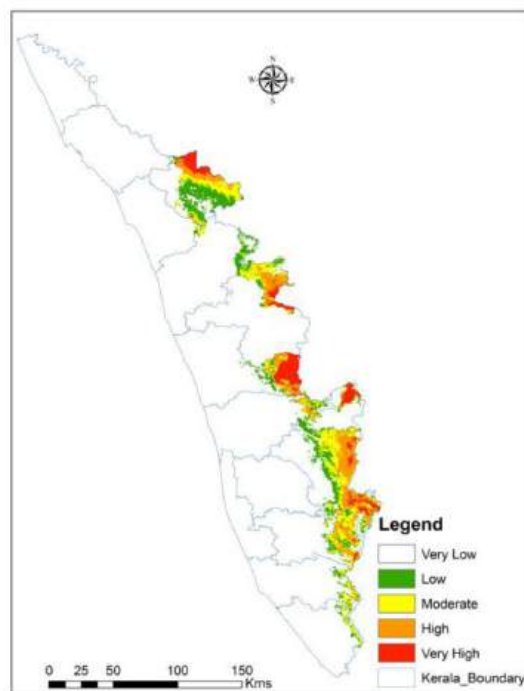 N
W E
S
Legend
Very Low
Low
Moderate
High
Very High
Kerala_Boundary
0 25 50 100 150
Kms